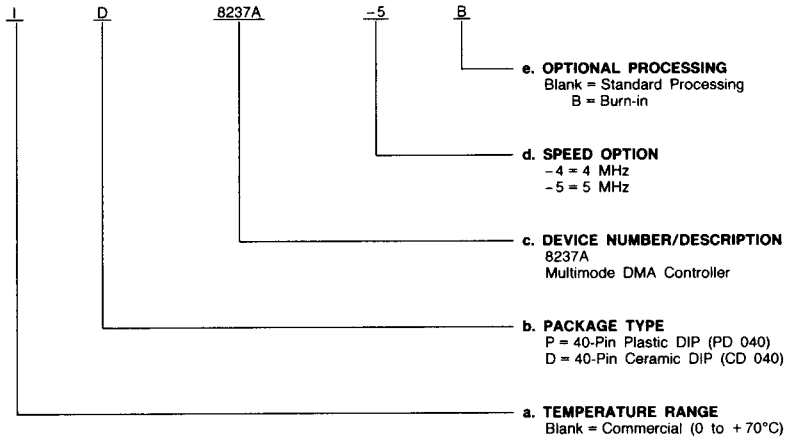 I D 8237A -5 B
e. OPTIONAL PROCESSING
Blank = Standard Processing
B = Burn-in
d. SPEED OPTION
-4 = 4 MHz
-5 = 5 MHz
c. DEVICE NUMBER/DESCRIPTION
8237A
Multimode DMA Controller
b. PACKAGE TYPE
P = 40-Pin Plastic DIP (PD 040)
D = 40-Pin Ceramic DIP (CD 040)
a. TEMPERATURE RANGE
Blank = Commercial (0 to +70°C)